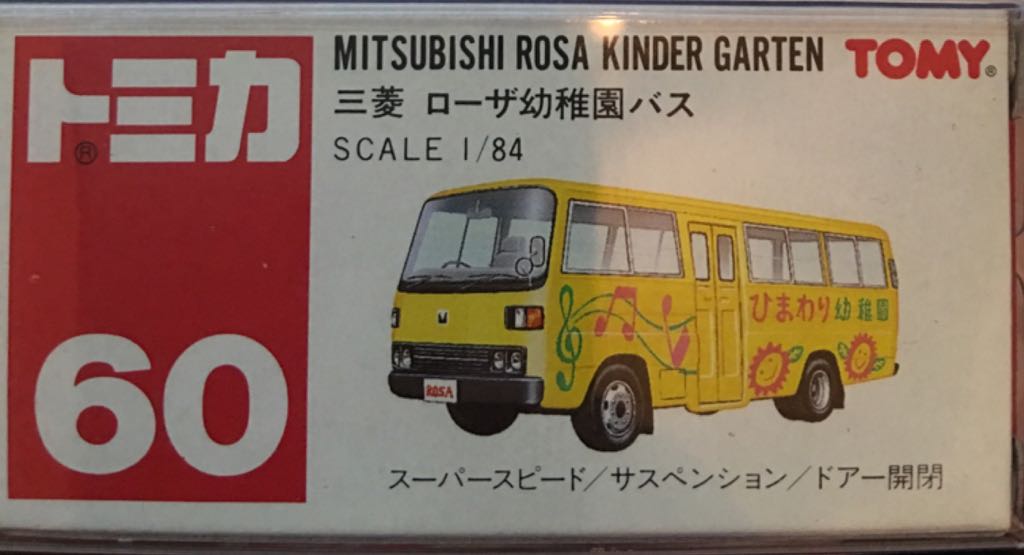 トミカ®
MITSUBISHI ROSA KINDER GARTEN
TOMY®
三菱 ローザ幼稚園バス
SCALE 1/84
ひまわり幼稚園
ROSA
60
スーパースピード/サスペンション/ドアー開閉